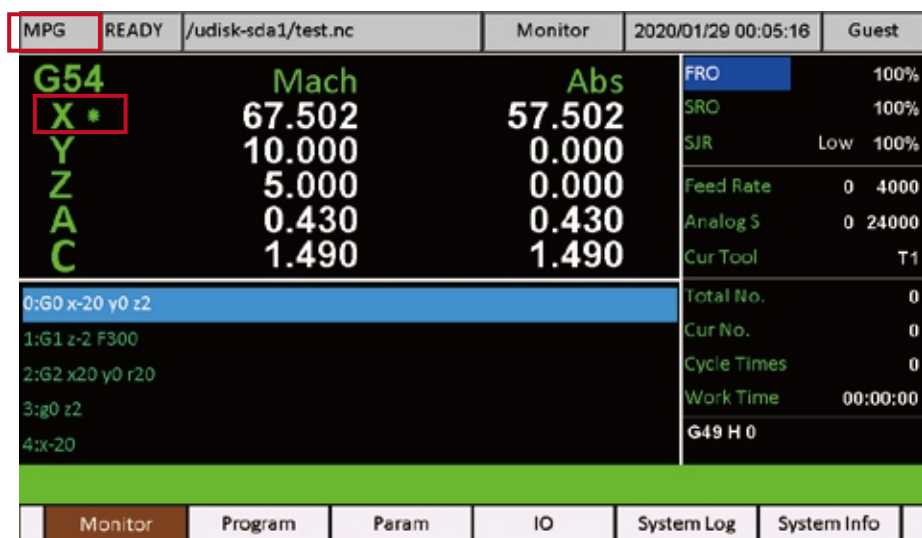 MPG READY /udisk-sda1/test.nc Monitor 2020/01/29 00:05:16 Guest
G54 Mach Abs
X * 67.502 57.502
Y 10.000 0.000
Z 5.000 0.000
A 0.430 0.430
C 1.490 1.490
FRO 100%
SRO 100%
SJR Low 100%
Feed Rate 0 4000
Analog S 0 24000
Cur Tool T1
0:G0 x-20 y0 z2
1:G1 z-2 F300
2:G2 x20 y0 r20
3:g0 z2
4:x-20
Total No. 0
Cur No. 0
Cycle Times 0
Work Time 00:00:00
G49 H 0
Monitor Program Param IO System Log System Info